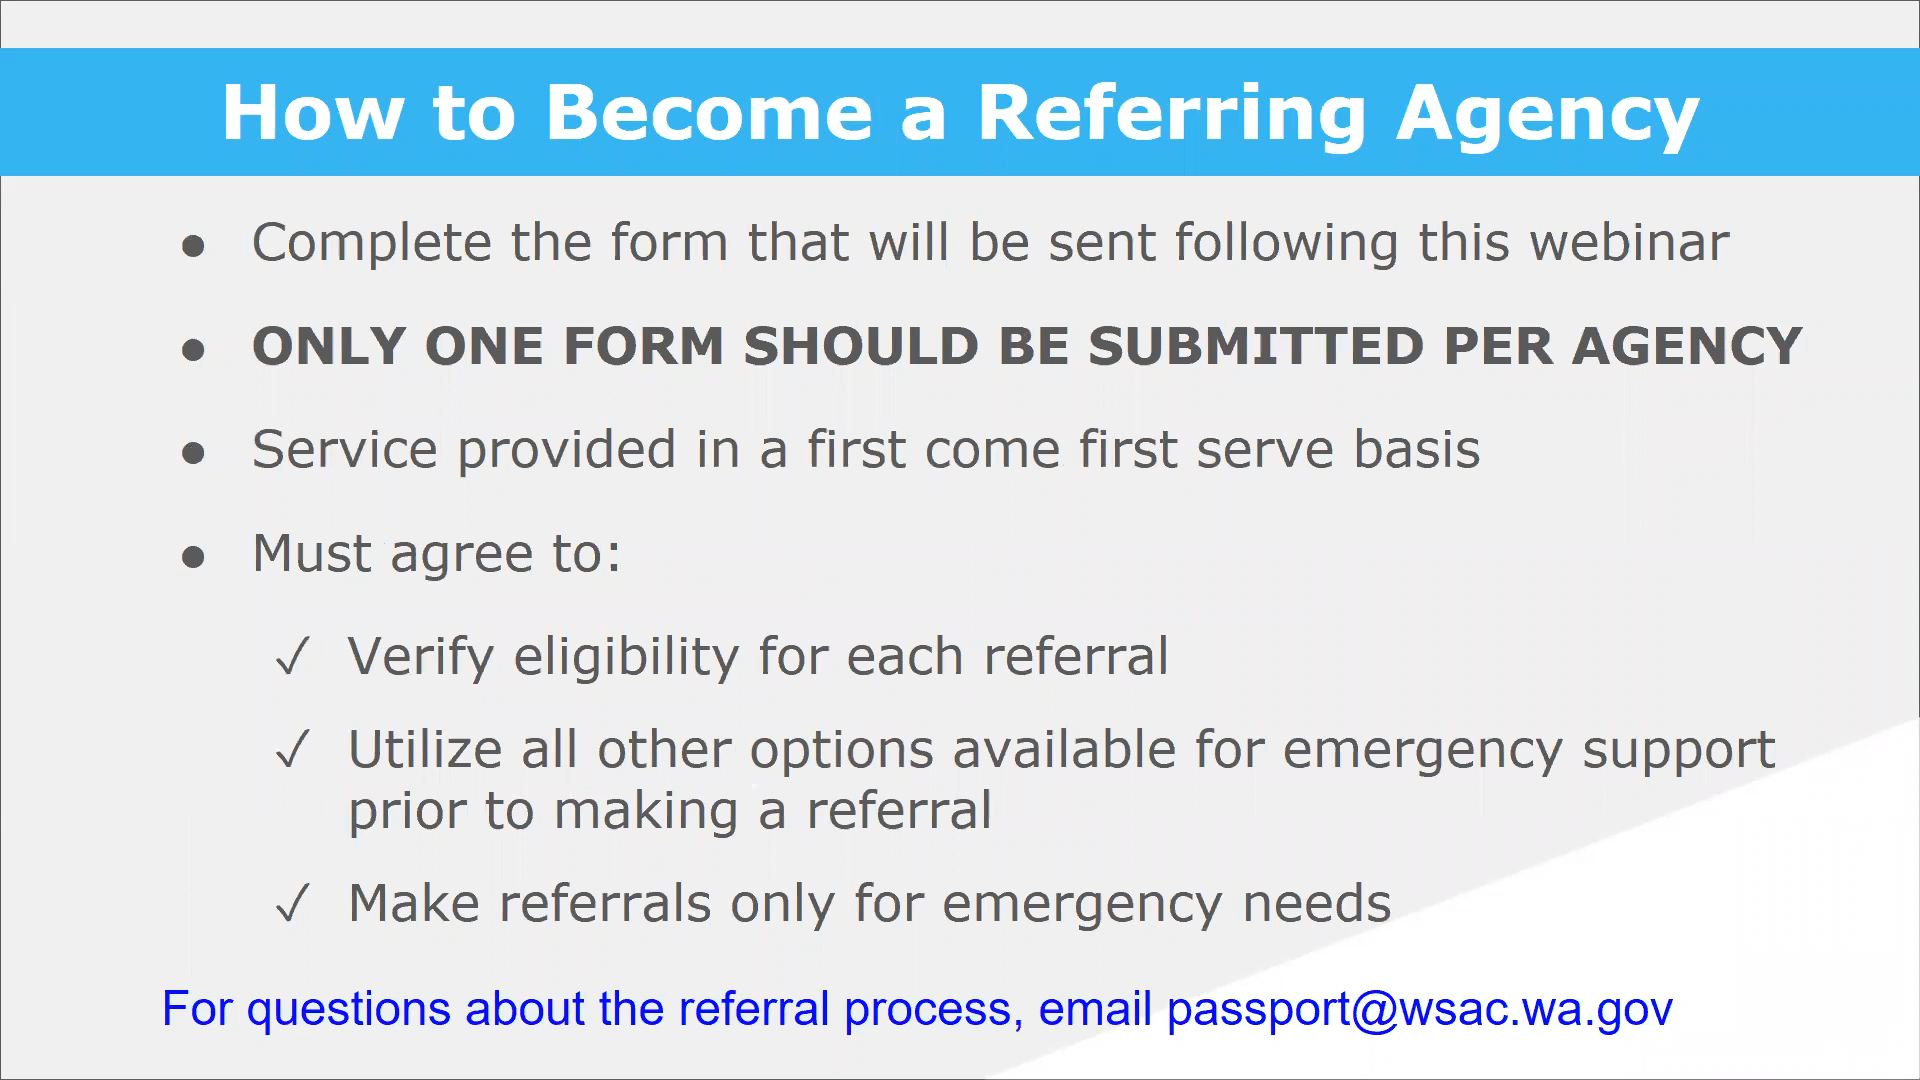 How to Become a Referring Agency
● Complete the form that will be sent following this webinar
● ONLY ONE FORM SHOULD BE SUBMITTED PER AGENCY
● Service provided in a first come first serve basis
● Must agree to:
✓ Verify eligibility for each referral
✓ Utilize all other options available for emergency support
prior to making a referral
✓ Make referrals only for emergency needs
For questions about the referral process, email passport@wsac.wa.gov